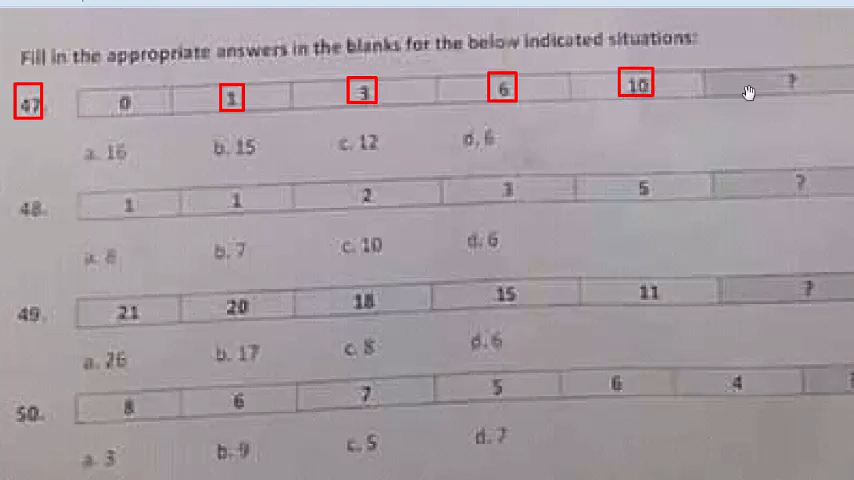 Fill in the appropriate answers in the blanks for the below indicated situations:
47. 0 1 3 6 10 ?
a. 16 b. 15 c. 12 d. 6
48. 1 1 2 3 5 ?
a. 8 b. 7 c. 10 d. 6
49. 21 20 18 15 11 ?
a. 26 b. 17 c. 8 d. 6
50. 8 6 7 5 6 4 ?
a. 3 b. 9 c. 5 d. 7